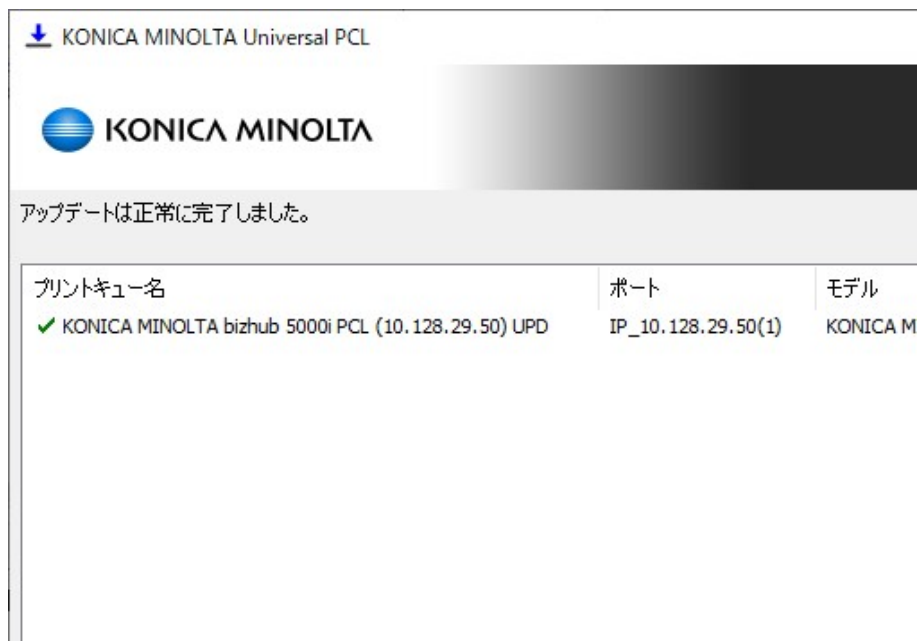 KONICA MINOLTA Universal PCL
KONICA MINOLTA
アップデートは正常に完了しました。
プリントキュー名 ポート モデル
KONICA MINOLTA bizhub 5000i PCL (10.128.29.50) UPD IP_10.128.29.50(1) KONICA M